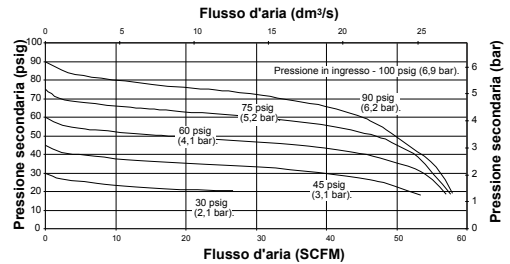 Flusso d'aria (dm³/s)
0 5 10 15 20 25
Pressione secondaria (psig)
Pressione secondaria (bar)
100
90
80
70
60
50
40
30
20
10
0
6
5
4
3
2
1
0
Pressione in ingresso - 100 psig (6,9 bar).
90 psig
(6,2 bar).
75 psig
(5,2 bar).
60 psig
(4,1 bar).
45 psig
(3,1 bar).
30 psig
(2,1 bar).
0 10 20 30 40 50 60
Flusso d'aria (SCFM)